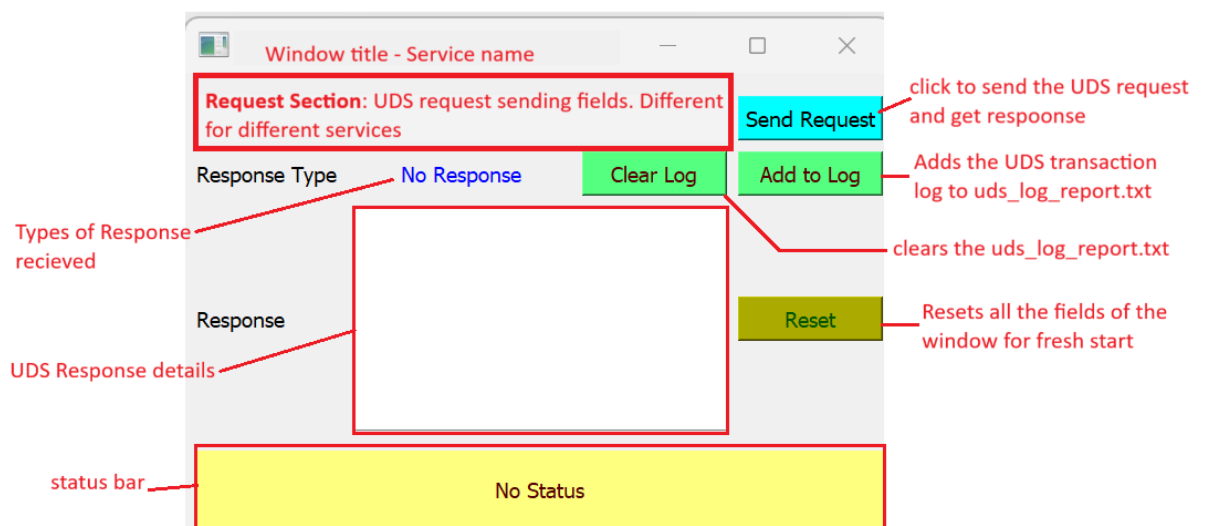 Window title - Service name
Request Section: UDS request sending fields. Different
for different services
Send Request
click to send the UDS request
and get respoonse
Response Type
No Response
Clear Log
Add to Log
Adds the UDS transaction
log to uds_log_report.txt
Types of Response
recieved
clears the uds_log_report.txt
Response
Reset
Resets all the fields of the
window for fresh start
UDS Response details
status bar
No Status